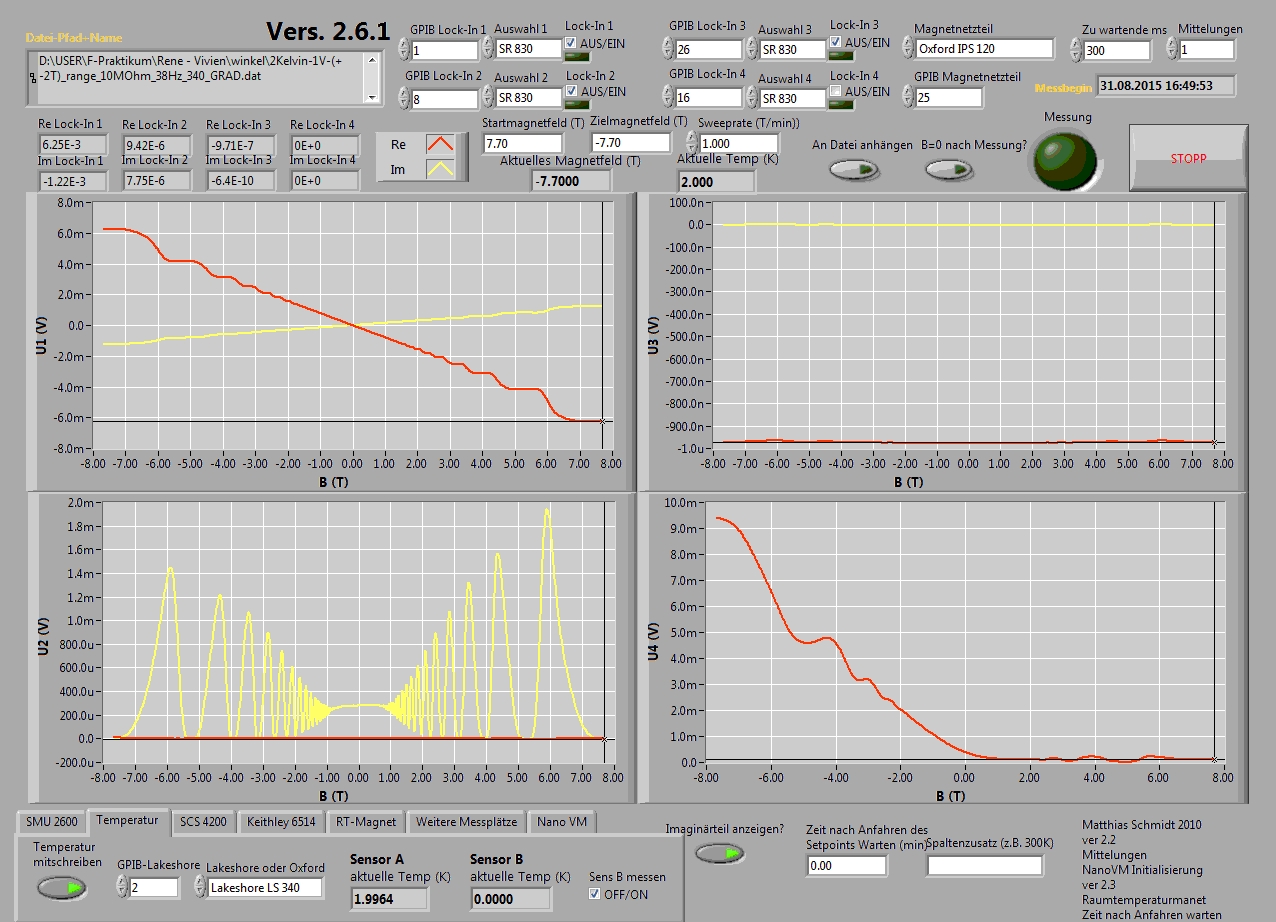 Datei-Pfad--Name
Vers. 2.6.1
D:\USER\F-Praktikum\Rene - Vivien\winkel\2Kelvin-1V-(+
-2T)_range_10MOhm_38Hz_340_GRAD.dat
GPIB Lock-In 1 Auswahl 1 Lock-In 1
1 SR 830 AUS/EIN
GPIB Lock-In 2 Auswahl 2 Lock-In 2
8 SR 830 AUS/EIN
GPIB Lock-In 3 Auswahl 3 Lock-In 3
26 SR 830 AUS/EIN
GPIB Lock-In 4 Auswahl 4 Lock-In 4
16 SR 830 AUS/EIN
Magnetnetzteil
Oxford IPS 120
GPIB Magnetnetzteil
25
Zu wartende ms Mittelungen
300 1
Messbegin 31.08.2015 16:49:53
Re Lock-In 1 Re Lock-In 2 Re Lock-In 3 Re Lock-In 4
6.25E-3 9.42E-6 -9.71E-7 0E+0
Im Lock-In 1 Im Lock-In 2 Im Lock-In 3 Im Lock-In 4
-1.22E-3 7.75E-6 -6.4E-10 0E+0
Re
Im
Startmagnetfeld (T) Zielmagnetfeld (T) Sweeprate (T/min))
7.70 -7.70 1.000
Aktuelles Magnetfeld (T) Aktuelle Temp (K)
-7.7000 2.000
An Datei anhängen B=0 nach Messung?
Messung
STOPP
8.0m
6.0m
4.0m
2.0m
0.0
-2.0m
-4.0m
-6.0m
-8.0m
U1 (V)
-8.00 -7.00 -6.00 -5.00 -4.00 -3.00 -2.00 -1.00 0.00 1.00 2.00 3.00 4.00 5.00 6.00 7.00 8.00
B (T)
100.0n
0.0
-100.0n
-200.0n
-300.0n
-400.0n
-500.0n
-600.0n
-700.0n
-800.0n
-900.0n
-1.0u
U3 (V)
-8.00 -7.00 -6.00 -5.00 -4.00 -3.00 -2.00 -1.00 0.00 1.00 2.00 3.00 4.00 5.00 6.00 7.00 8.00
B (T)
2.0m
1.8m
1.6m
1.4m
1.2m
1.0m
800.0u
600.0u
400.0u
200.0u
0.0
-200.0u
U2 (V)
-8.00 -7.00 -6.00 -5.00 -4.00 -3.00 -2.00 -1.00 0.00 1.00 2.00 3.00 4.00 5.00 6.00 7.00 8.00
B (T)
10.0m
9.0m
8.0m
7.0m
6.0m
5.0m
4.0m
3.0m
2.0m
1.0m
0.0
U4 (V)
-8.00 -6.00 -4.00 -2.00 0.00 2.00 4.00 6.00 8.00
B (T)
SMU 2600 Temperatur SCS 4200 Keithley 6514 RT-Magnet Weitere Messplätze Nano VM
Temperatur
mitschreiben
GPIB-Lakeshore Lakeshore oder Oxford
2 Lakeshore LS 340
Sensor A
aktuelle Temp (K)
1.9964
Sensor B
aktuelle Temp (K)
0.0000
Sens B messen
OFF/ON
Imaginärteil anzeigen?
Zeit nach Anfahren des
Setpoints Warten (min)
0.00
Spaltenzusatz (z.B. 300K)
Matthias Schmidt 2010
ver 2.2
Mittelungen
NanoVM Initialisierung
ver 2.3
Raumtemperaturmanet
Zeit nach Anfahren warten